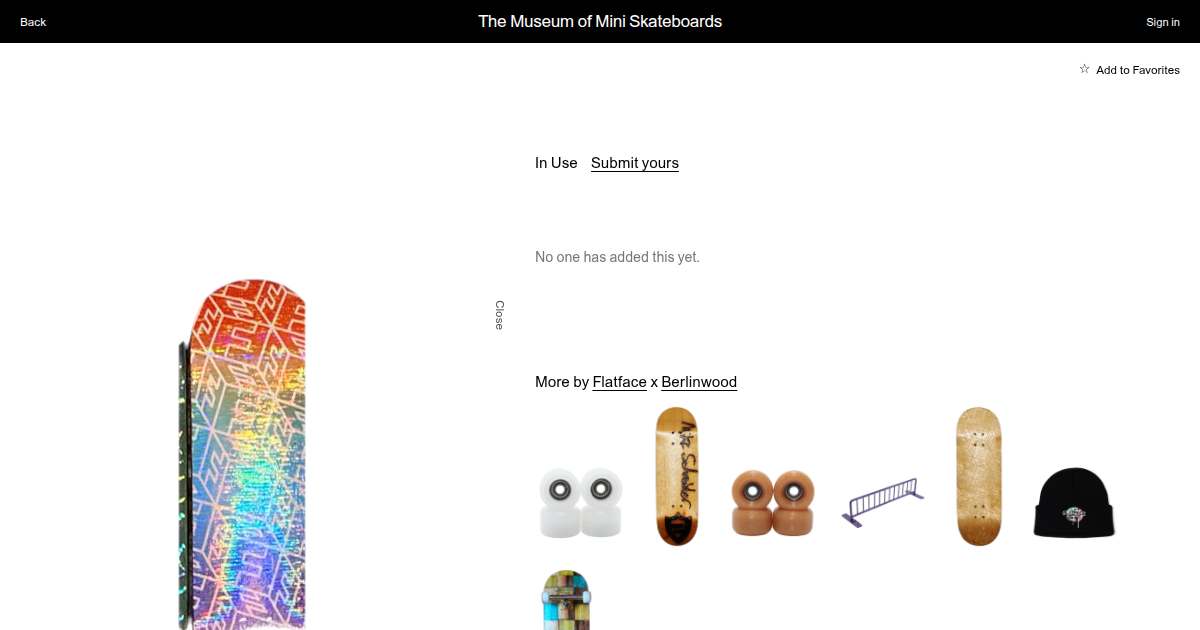 Back
The Museum of Mini Skateboards
Sign in
☆ Add to Favorites
In Use Submit yours
No one has added this yet.
Close
More by Flatface x Berlinwood